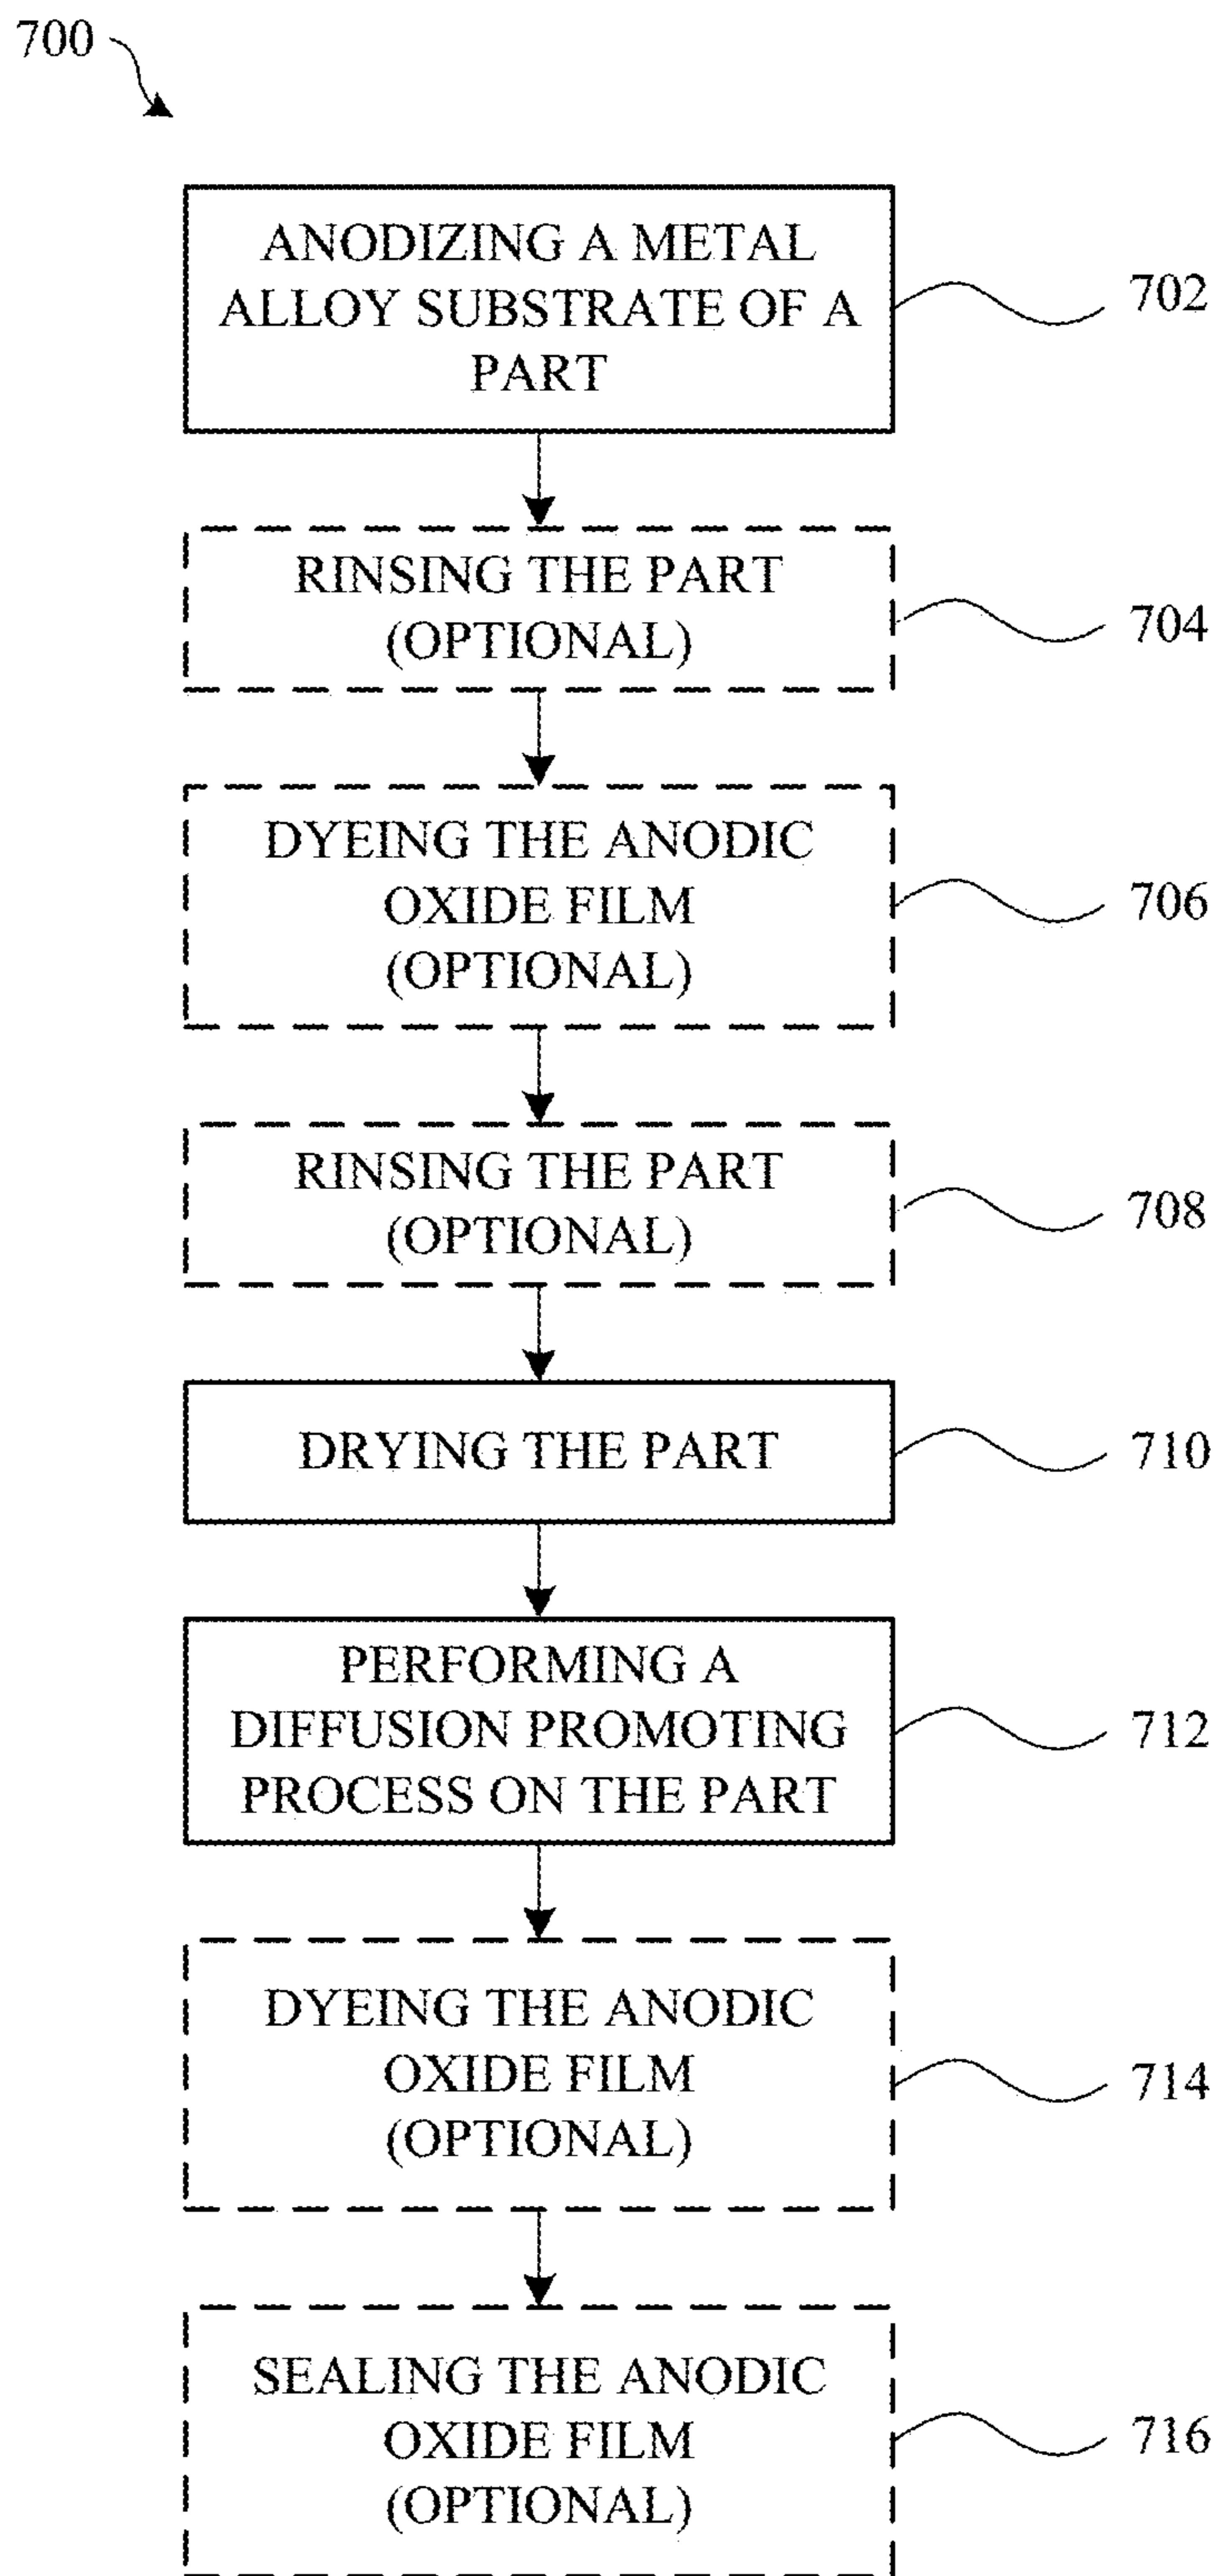 700
ANODIZING A METAL
ALLOY SUBSTRATE OF A
PART
702
RINSING THE PART
(OPTIONAL)
704
DYEING THE ANODIC
OXIDE FILM
(OPTIONAL)
706
RINSING THE PART
(OPTIONAL)
708
DRYING THE PART
710
PERFORMING A
DIFFUSION PROMOTING
PROCESS ON THE PART
712
DYEING THE ANODIC
OXIDE FILM
(OPTIONAL)
714
SEALING THE ANODIC
OXIDE FILM
(OPTIONAL)
716